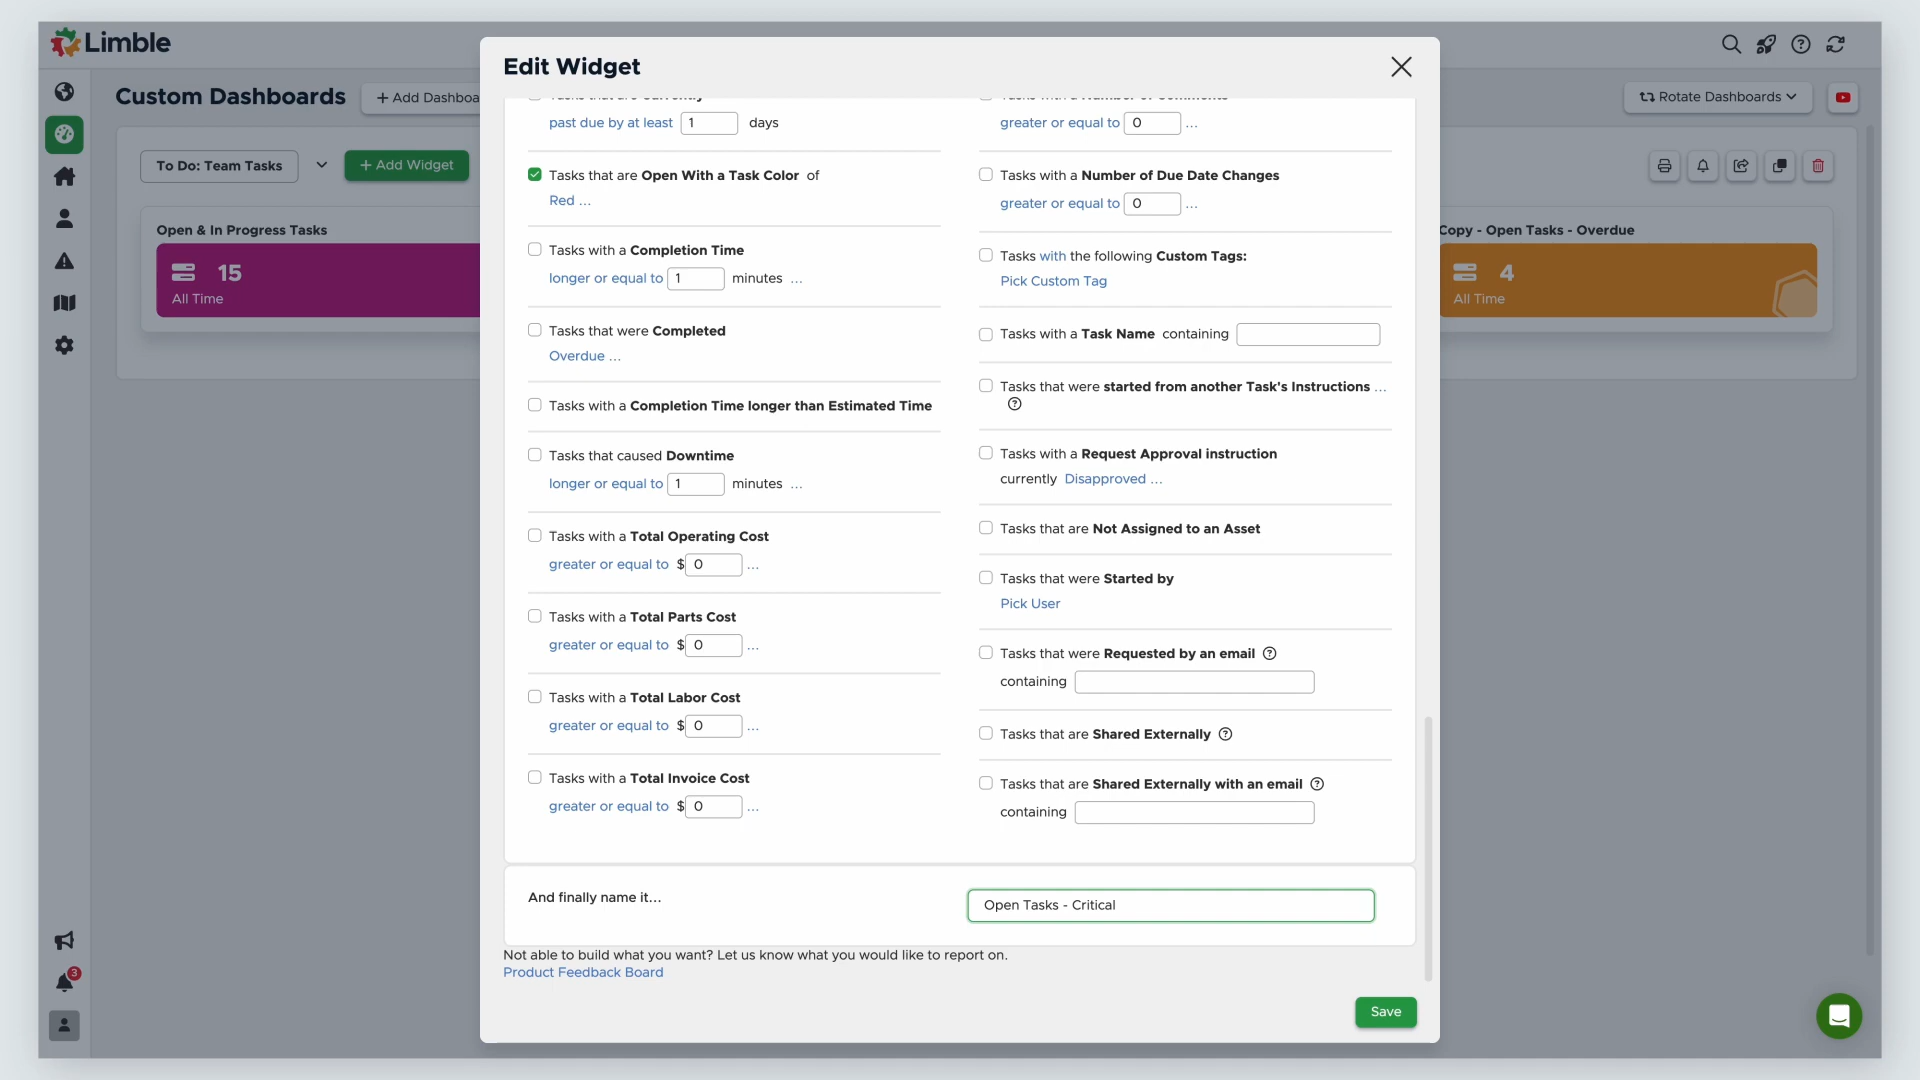 Limble
Custom Dashboards
+ Add Dashboa
Rotate Dashboards
To Do: Team Tasks
+ Add Widget
Open & In Progress Tasks
15
All Time
Copy - Open Tasks - Overdue
4
All Time
3
Edit Widget
past due by at least 1 days
Tasks that are Open With a Task Color of
Red ...
Tasks with a Completion Time
longer or equal to 1 minutes ...
Tasks that were Completed
Overdue ...
Tasks with a Completion Time longer than Estimated Time
Tasks that caused Downtime
longer or equal to 1 minutes ...
Tasks with a Total Operating Cost
greater or equal to $ 0 ...
Tasks with a Total Parts Cost
greater or equal to $ 0 ...
Tasks with a Total Labor Cost
greater or equal to $ 0 ...
Tasks with a Total Invoice Cost
greater or equal to $ 0 ...
greater or equal to 0 ...
Tasks with a Number of Due Date Changes
greater or equal to 0 ...
Tasks with the following Custom Tags:
Pick Custom Tag
Tasks with a Task Name containing
Tasks that were started from another Task's Instructions ...
Tasks with a Request Approval instruction
currently Disapproved ...
Tasks that are Not Assigned to an Asset
Tasks that were Started by
Pick User
Tasks that were Requested by an email
containing
Tasks that are Shared Externally
Tasks that are Shared Externally with an email
containing
And finally name it...
Open Tasks - Critical
Not able to build what you want? Let us know what you would like to report on.
Product Feedback Board
Save